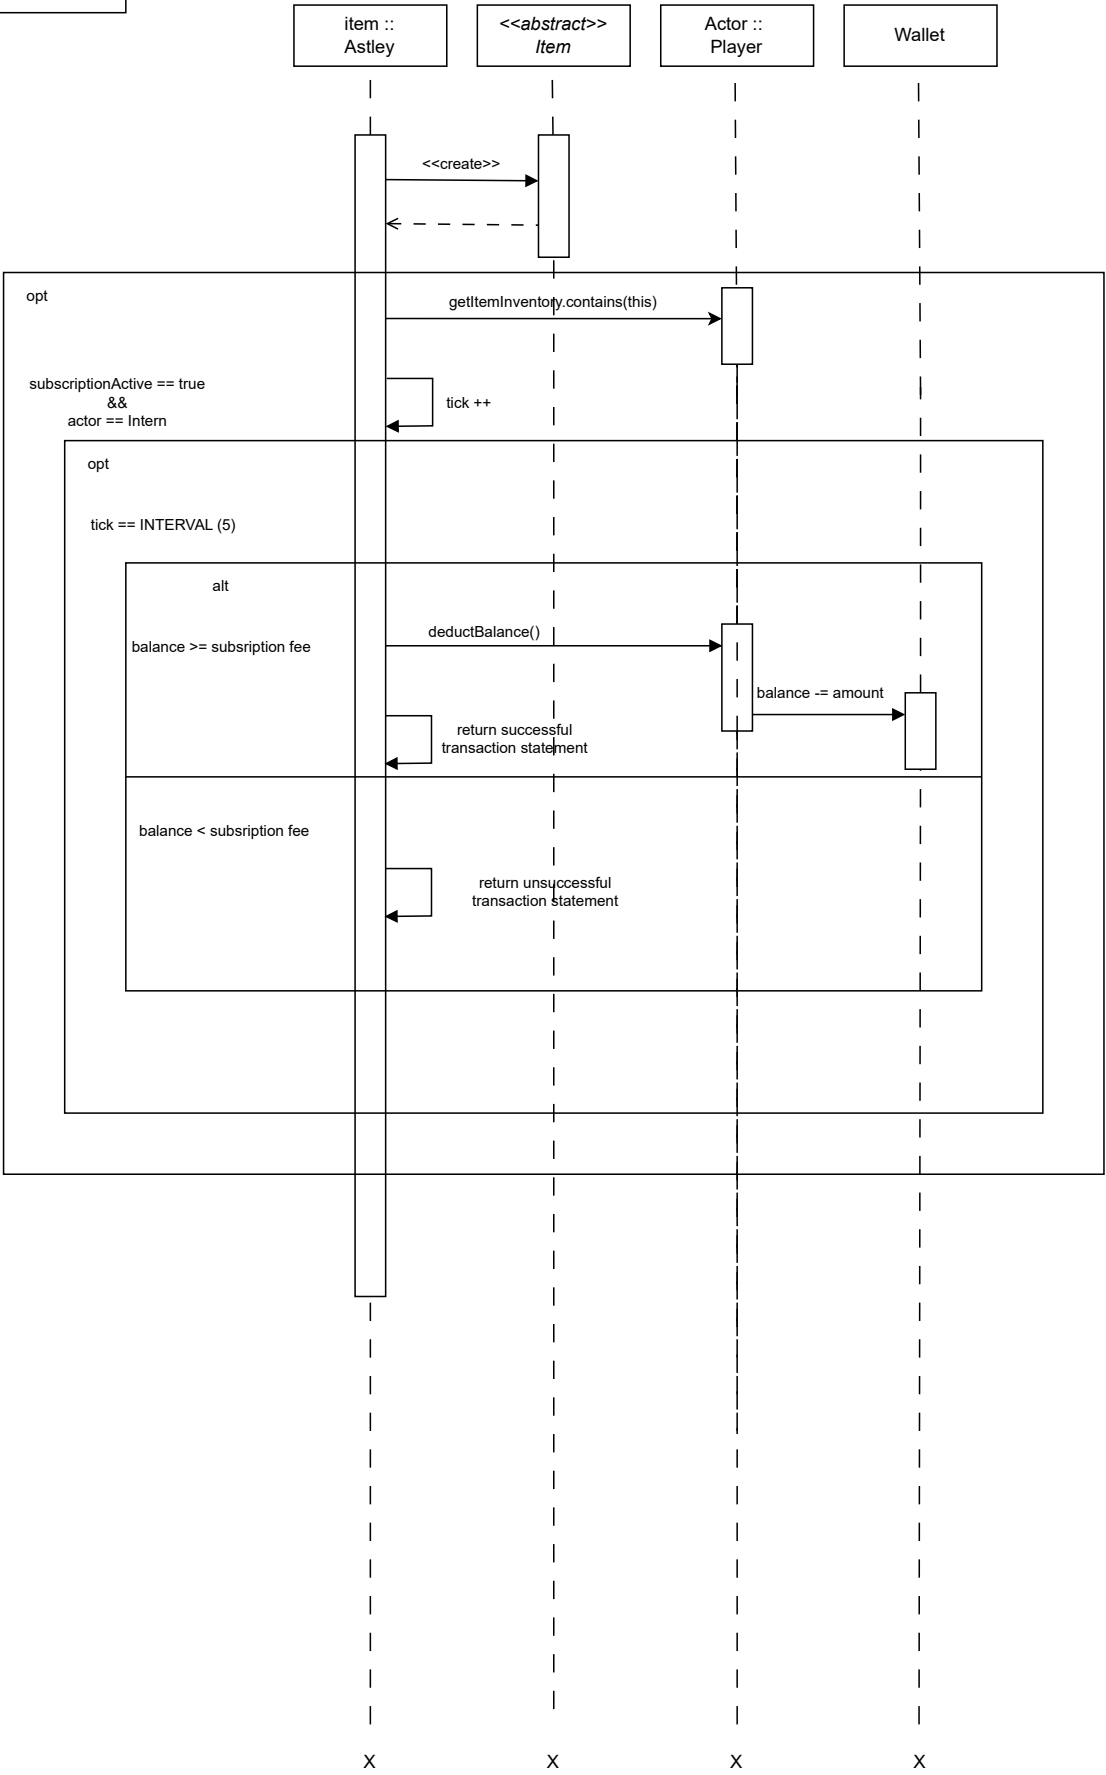 item ::
Astley
<<abstract>>
Item
Actor ::
Player
Wallet
<<create>>
opt
getItemInventory.contains(this)
subscriptionActive == true
&&
actor == Intern
tick ++
opt
tick == INTERVAL (5)
alt
deductBalance()
balance >= subsription fee
balance -= amount
return successful
transaction statement
balance < subsription fee
return unsuccessful
transaction statement
X
X
X
X